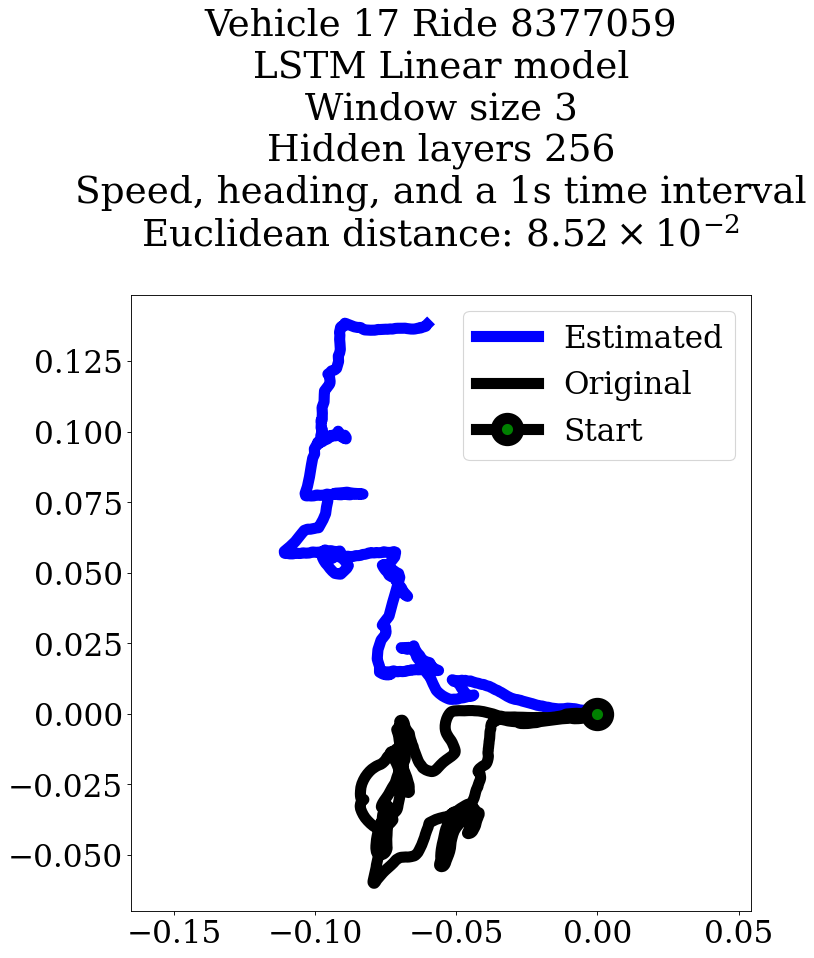 Vehicle 17 Ride 8377059
LSTM Linear model
Window size 3
Hidden layers 256
Speed, heading, and a 1s time interval
Euclidean distance: 8.52 × 10⁻²
Estimated
Original
Start
0.125
0.100
0.075
0.050
0.025
0.000
−0.025
−0.050
−0.15 −0.10 −0.05 0.00 0.05